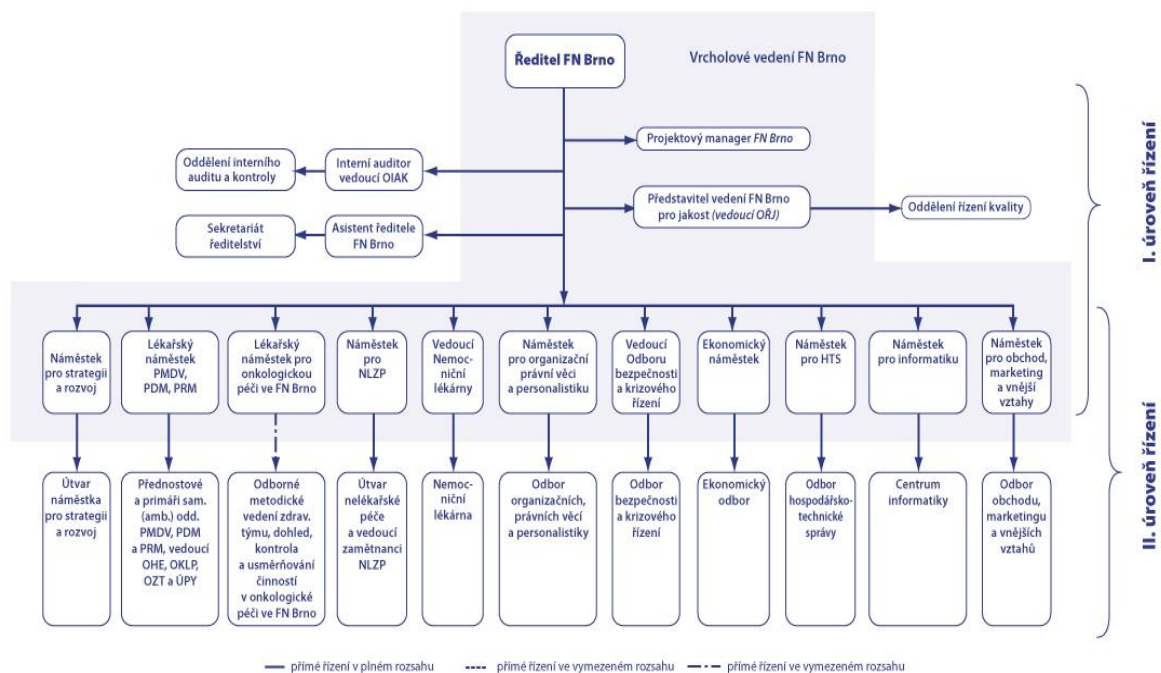 Ředitel FN Brno
Vrcholové vedení FN Brno
Projektový manager FN Brno
Oddělení interního
auditu a kontroly
Interní auditor
vedoucí OIAK
Představitel vedení FN Brno
pro jakost (vedoucí OŘJ)
Oddělení řízení kvality
Sekretariát
ředitelství
Asistent ředitele
FN Brno
I. úroveň řízení
Náměstek
pro strategii
a rozvoj
Lékařský
náměstek
PMDV,
PDM, PRM
Lékařský
náměstek pro
onkologickou
péči ve FN Brno
Náměstek
pro
NLZP
Vedoucí
Nemoc-
niční
lékárny
Náměstek
pro organizační
právní věci
a personalistiku
Vedoucí
Odboru
bezpečnosti
a krizového
řízení
Ekonomický
náměstek
Náměstek
pro HTS
Náměstek
pro informatiku
Náměstek
pro obchod,
marketing
a vnější
vztahy
II. úroveň řízení
Útvar
náměstka
pro strategii
a rozvoj
Přednostové
a primáři sam.
(amb.) odd.
PMDV, PDM
a PRM, vedoucí
OHE, OKLP,
OZT a ÚPY
Odborné
metodické
vedení zdrav.
týmu, dohled,
kontrola
a usměrňování
činností
v onkologické
péči ve FN Brno
Útvar
nelékařské
péče
a vedoucí
zamětnanci
NLZP
Nemoc-
niční
lékárna
Odbor
organizačních,
právních věcí
a personalistiky
Odbor
bezpečnosti
a krizového
řízení
Ekonomický
odbor
Odbor
hospodářsko-
technické
správy
Centrum
informatiky
Odbor
obchodu,
marketingu
a vnějších
vztahů
přímé řízení v plném rozsahu
přímé řízení ve vymezeném rozsahu
přímé řízení ve vymezeném rozsahu